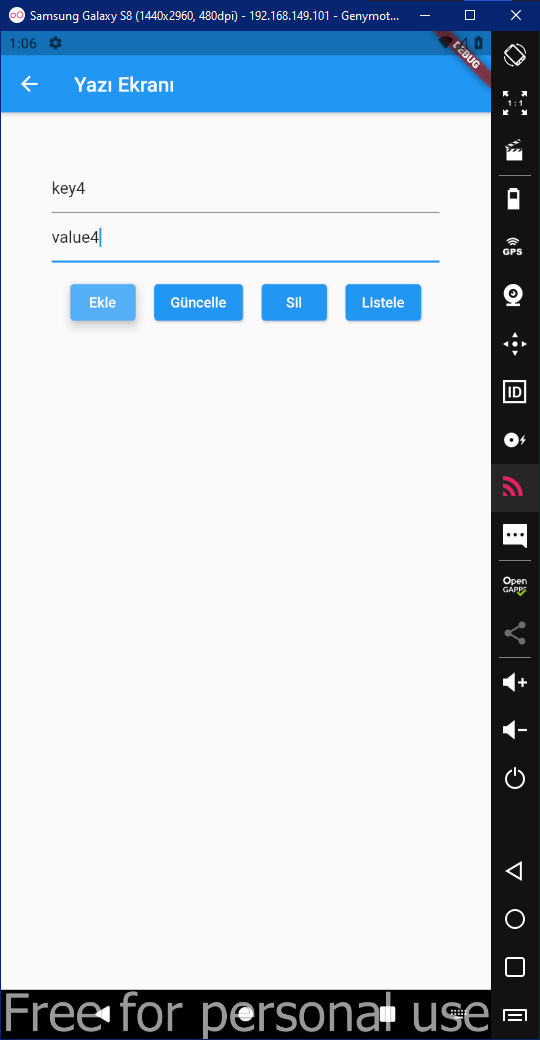 Samsung Galaxy S8 (1440x2960, 480dpi) - 192.168.149.101 - Genymot...
1:06
DEBUG
Yazı Ekranı
1:1
key4
GPS
value4
Ekle Güncelle Sil Listele
ID
Open
GAPPS
Free for personal use